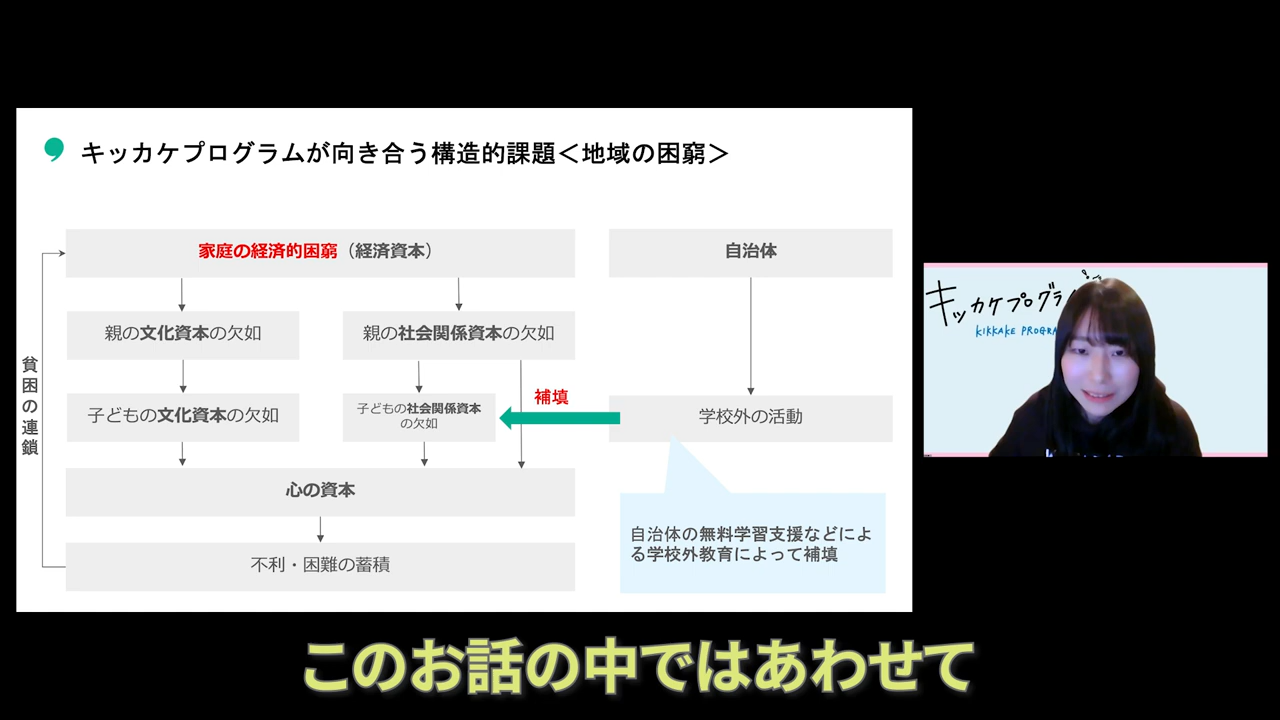 キッカケプログラムが向き合う構造的課題＜地域の困窮＞
家庭の経済的困窮（経済資本）
自治体
親の文化資本の欠如
親の社会関係資本の欠如
貧困の連鎖
子どもの文化資本の欠如
子どもの社会関係資本
の欠如
補填
学校外の活動
心の資本
自治体の無料学習支援などによ
る学校外教育によって補填
不利・困難の蓄積
キッカケプログラ
KIKKAKE PROGRA
このお話の中ではあわせて